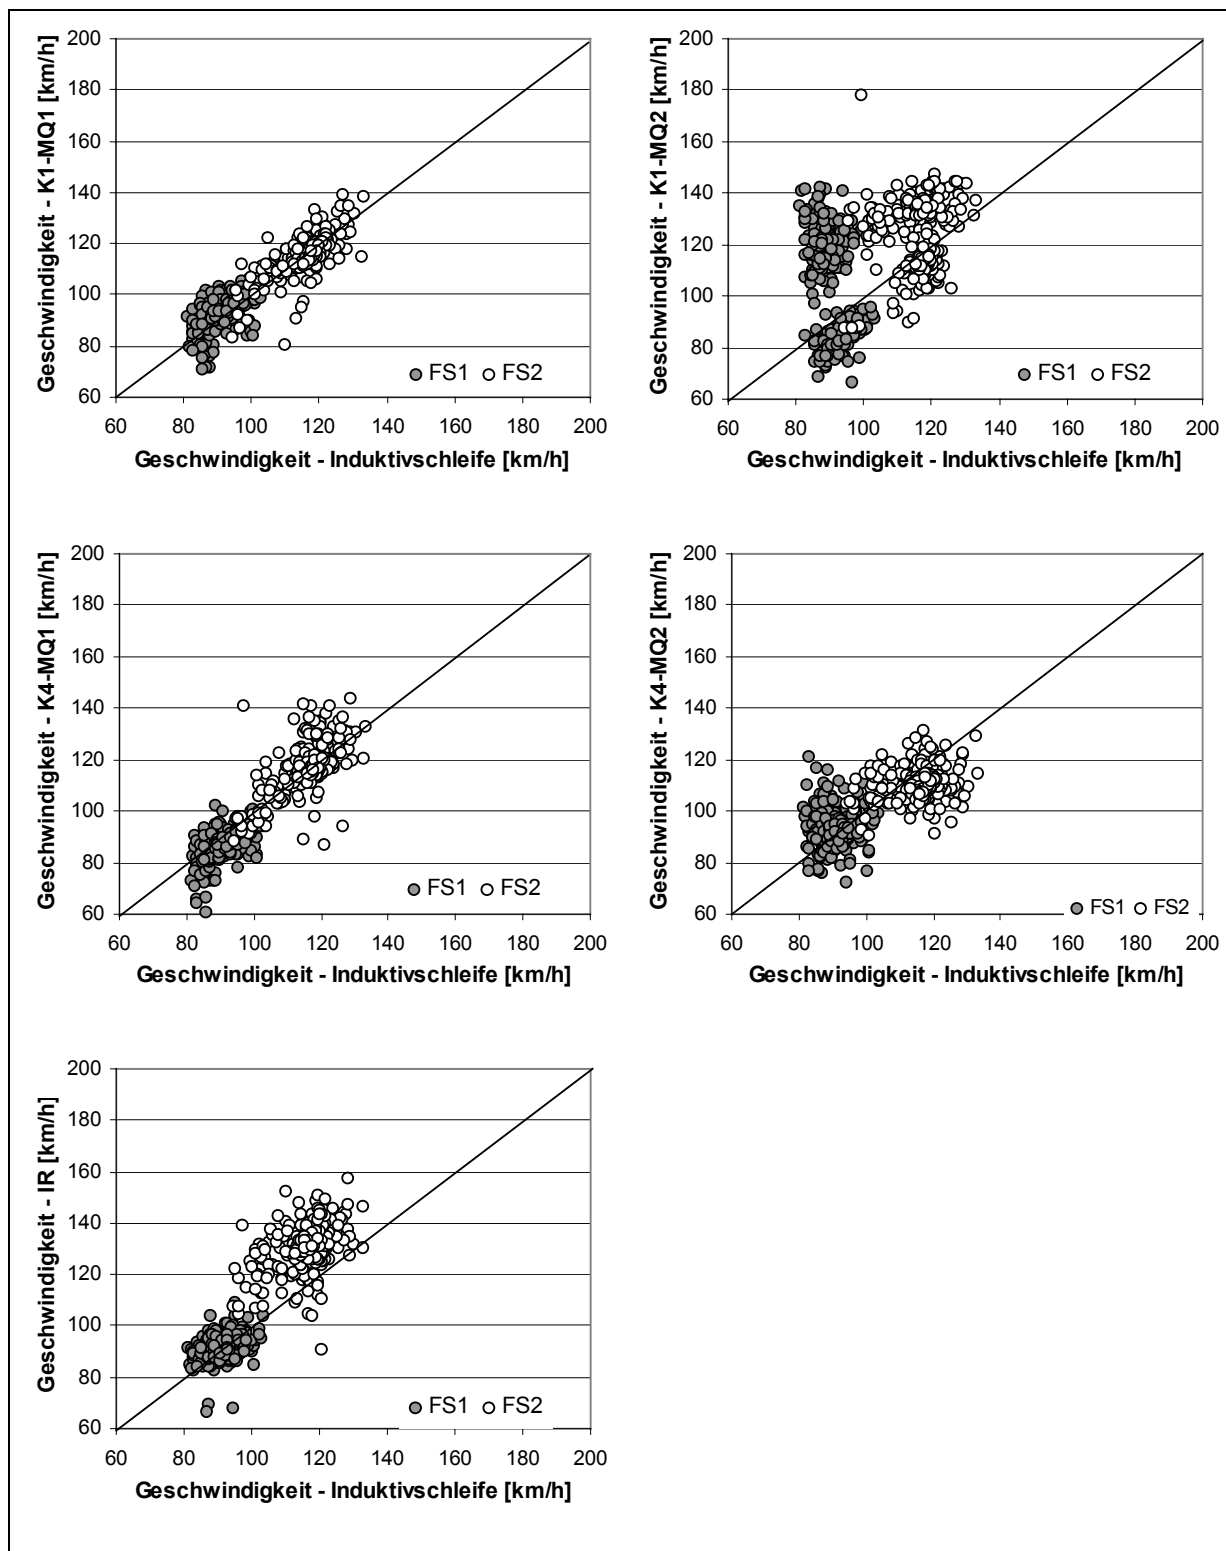 Geschwindigkeit - K1-MQ1 [km/h]
200
180
160
140
120
100
80
60
FS1 FS2
60 80 100 120 140 160 180 200
Geschwindigkeit - Induktivschleife [km/h]
Geschwindigkeit - K1-MQ2 [km/h]
200
180
160
140
120
100
80
60
FS1 FS2
60 80 100 120 140 160 180 200
Geschwindigkeit - Induktivschleife [km/h]
Geschwindigkeit - K4-MQ1 [km/h]
200
180
160
140
120
100
80
60
FS1 FS2
60 80 100 120 140 160 180 200
Geschwindigkeit - Induktivschleife [km/h]
Geschwindigkeit - K4-MQ2 [km/h]
200
180
160
140
120
100
80
60
FS1 FS2
60 80 100 120 140 160 180 200
Geschwindigkeit - Induktivschleife [km/h]
Geschwindigkeit - IR [km/h]
200
180
160
140
120
100
80
60
FS1 FS2
60 80 100 120 140 160 180 200
Geschwindigkeit - Induktivschleife [km/h]